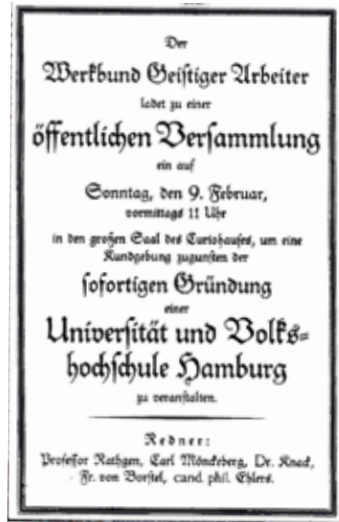 Der
Werkbund Geistiger Arbeiter
ladet zu einer
öffentlichen Versammlung
ein auf
Sonntag, den 9. Februar,
vormittags 11 Uhr
in den großen Saal des Curiohauses, um eine
Kundgebung zugunsten der
sofortigen Gründung
einer
Universität und Volks-
hochschule Hamburg
zu veranstalten.
Redner:
Professor Rathgen, Carl Mönckeberg, Dr. Knack,
Fr. von Borstel, cand. phil. Ehlers.